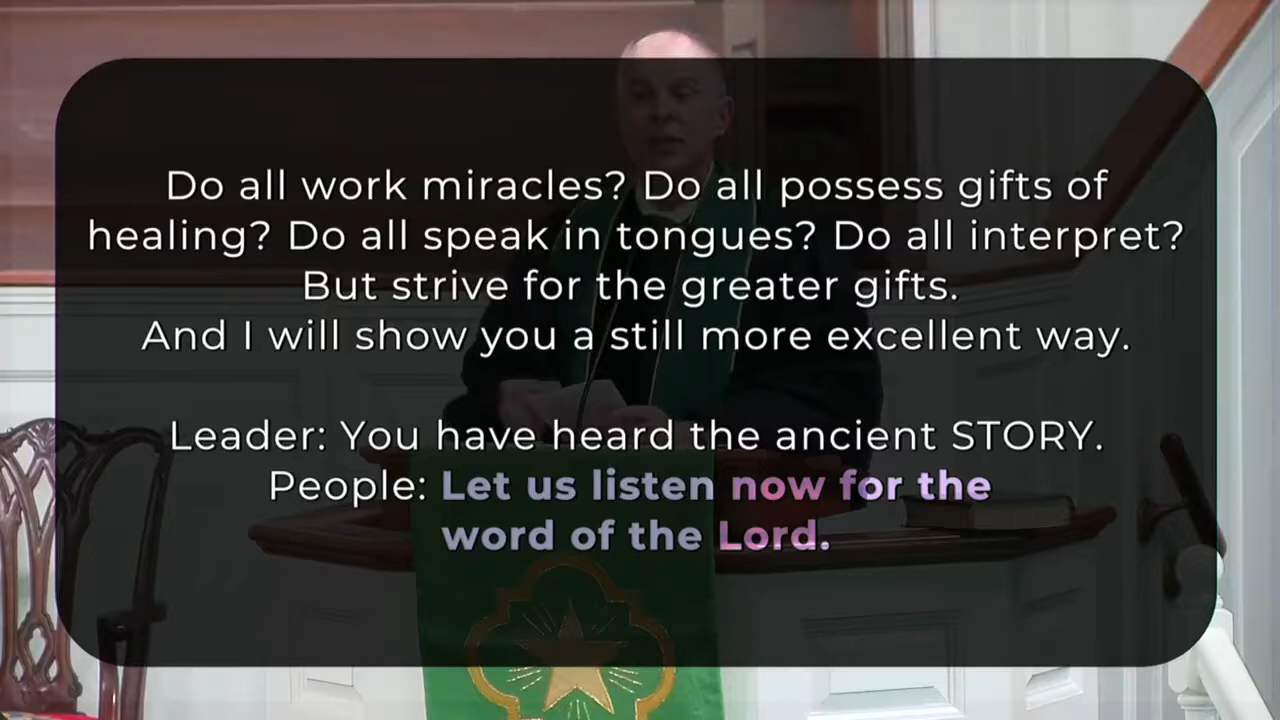 Do all work miracles? Do all possess gifts of
healing? Do all speak in tongues? Do all interpret?
But strive for the greater gifts.
And I will show you a still more excellent way.
Leader: You have heard the ancient STORY.
People: Let us listen now for the
word of the Lord.